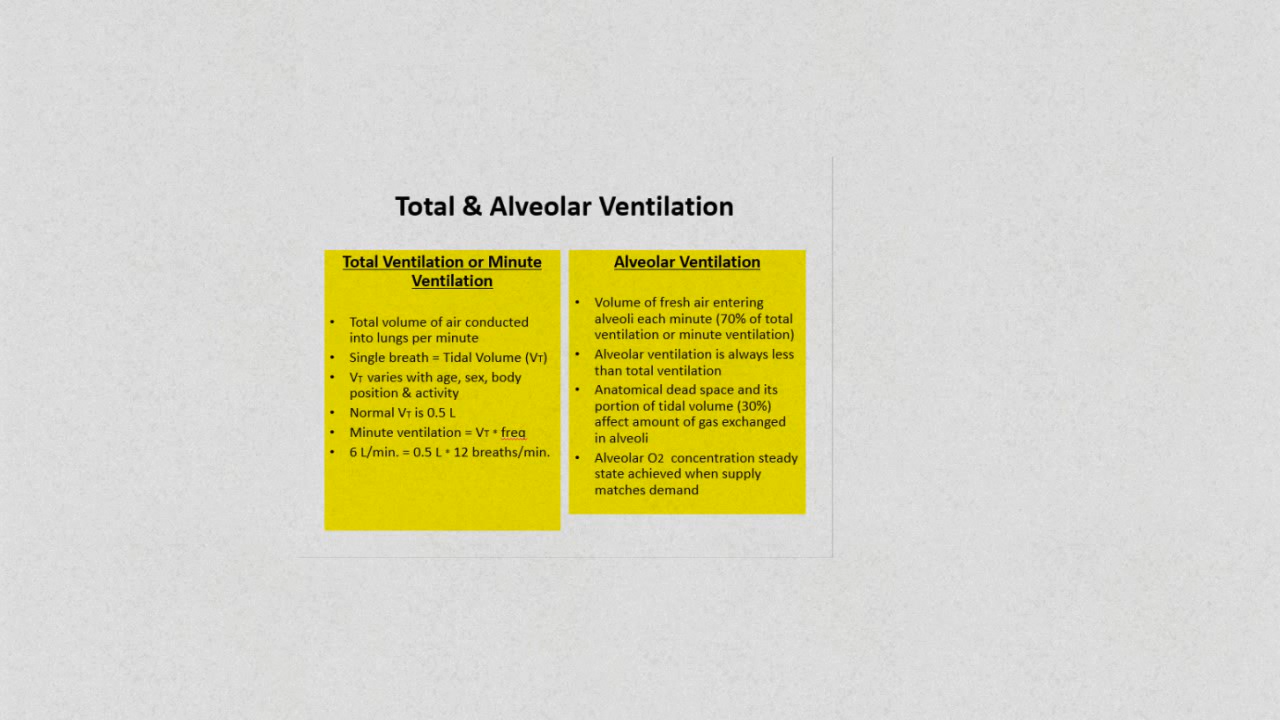 Total & Alveolar Ventilation
Total Ventilation or Minute
Ventilation
• Total volume of air conducted
into lungs per minute
• Single breath = Tidal Volume (VT)
• VT varies with age, sex, body
position & activity
• Normal VT is 0.5 L
• Minute ventilation = VT * freq
• 6 L/min. = 0.5 L * 12 breaths/min.
Alveolar Ventilation
• Volume of fresh air entering
alveoli each minute (70% of total
ventilation or minute ventilation)
• Alveolar ventilation is always less
than total ventilation
• Anatomical dead space and its
portion of tidal volume (30%)
affect amount of gas exchanged
in alveoli
• Alveolar O2 concentration steady
state achieved when supply
matches demand